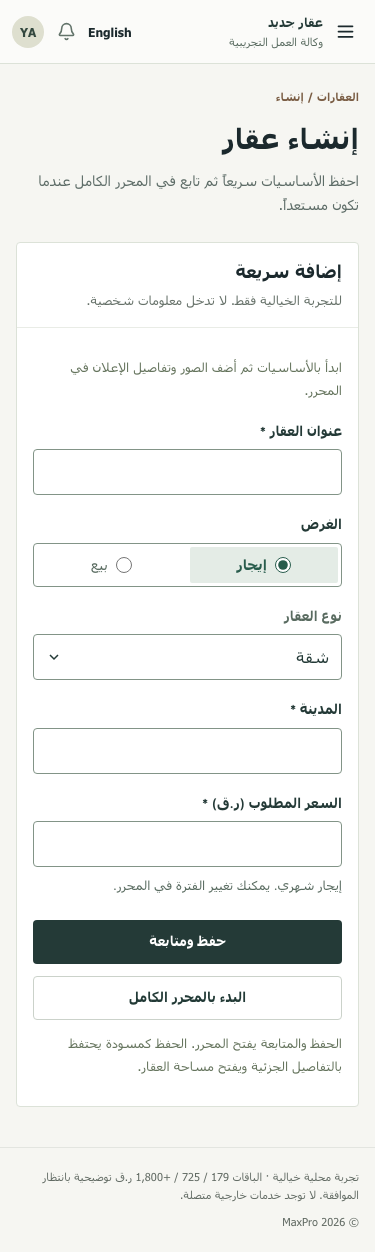 عقار جديد
وكالة العمل التجريبية
English
YA
العقارات / إنشاء
إنشاء عقار
احفظ الأساسيات سريعاً ثم تابع في المحرر الكامل عندما
تكون مستعداً.
إضافة سريعة
للتجربة الخيالية فقط. لا تدخل معلومات شخصية.
ابدأ بالأساسيات ثم أضف الصور وتفاصيل الإعلان في
المحرر.
عنوان العقار *
الغرض
إيجار
بيع
نوع العقار
شقة
المدينة *
السعر المطلوب (ر.ق) *
إيجار شهري. يمكنك تغيير الفترة في المحرر.
حفظ ومتابعة
البدء بالمحرر الكامل
الحفظ والمتابعة يفتح المحرر. الحفظ كمسودة يحتفظ
بالتفاصيل الجزئية ويفتح مساحة العقار.
تجربة محلية خيالية · الباقات 179 / 725 / +1,800 ر.ق توضيحية بانتظار
الموافقة. لا توجد خدمات خارجية متصلة.
© MaxPro 2026